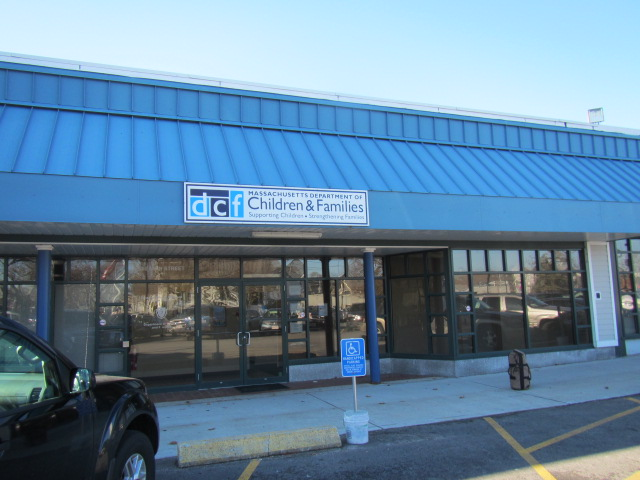 dcf
MASSACHUSETTS DEPARTMENT OF
Children & Families
Supporting Children • Strengthening Families